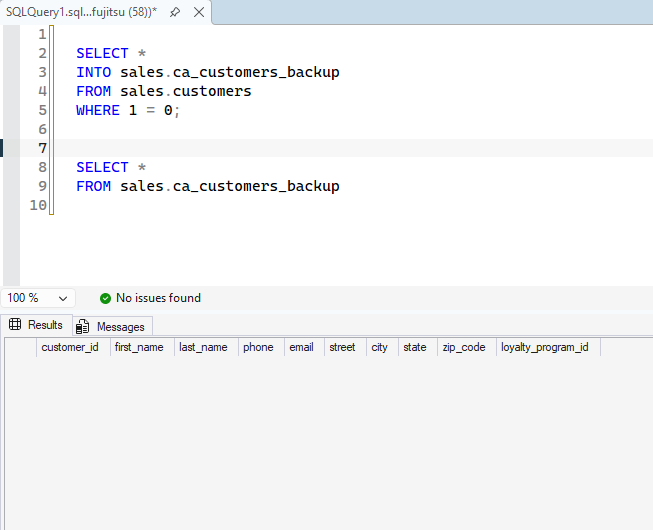 SQLQuery1.sql...fujitsu (58))*
1
2 SELECT *
3 INTO sales.ca_customers_backup
4 FROM sales.customers
5 WHERE 1 = 0;
6
7
8 SELECT *
9 FROM sales.ca_customers_backup
10
100 % No issues found
Results Messages
customer_id first_name last_name phone email street city state zip_code loyalty_program_id